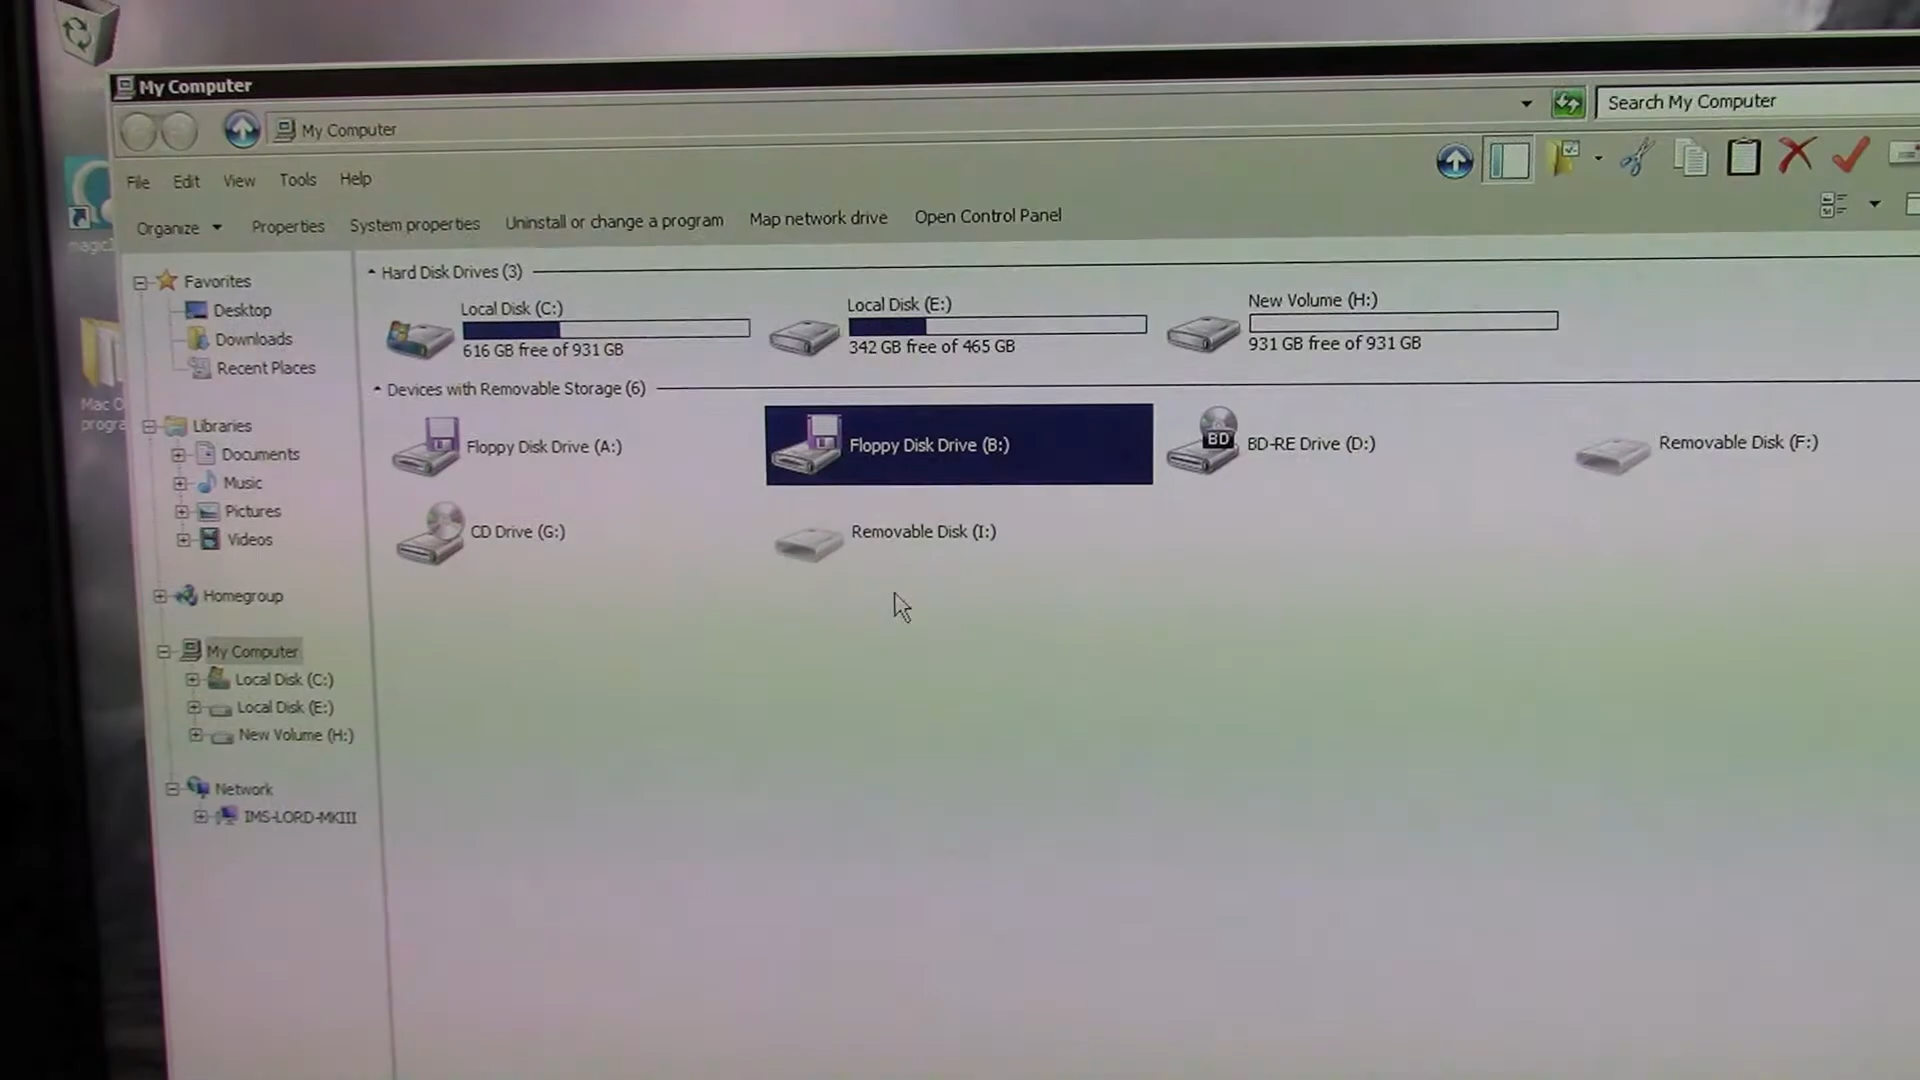 My Computer
My Computer
Search My Computer
File Edit View Tools Help
Organize Properties System properties Uninstall or change a program Map network drive Open Control Panel
Favorites
Desktop
Downloads
Recent Places
Libraries
Documents
Music
Pictures
Videos
Homegroup
My Computer
Local Disk (C:)
Local Disk (E:)
New Volume (H:)
Network
IMS-LORD-MKIII
Hard Disk Drives (3)
Local Disk (C:)
616 GB free of 931 GB
Local Disk (E:)
342 GB free of 465 GB
New Volume (H:)
931 GB free of 931 GB
Devices with Removable Storage (6)
Floppy Disk Drive (A:)
Floppy Disk Drive (B:)
BD
BD-RE Drive (D:)
Removable Disk (F:)
CD Drive (G:)
Removable Disk (I:)
magic
Mac O
progra